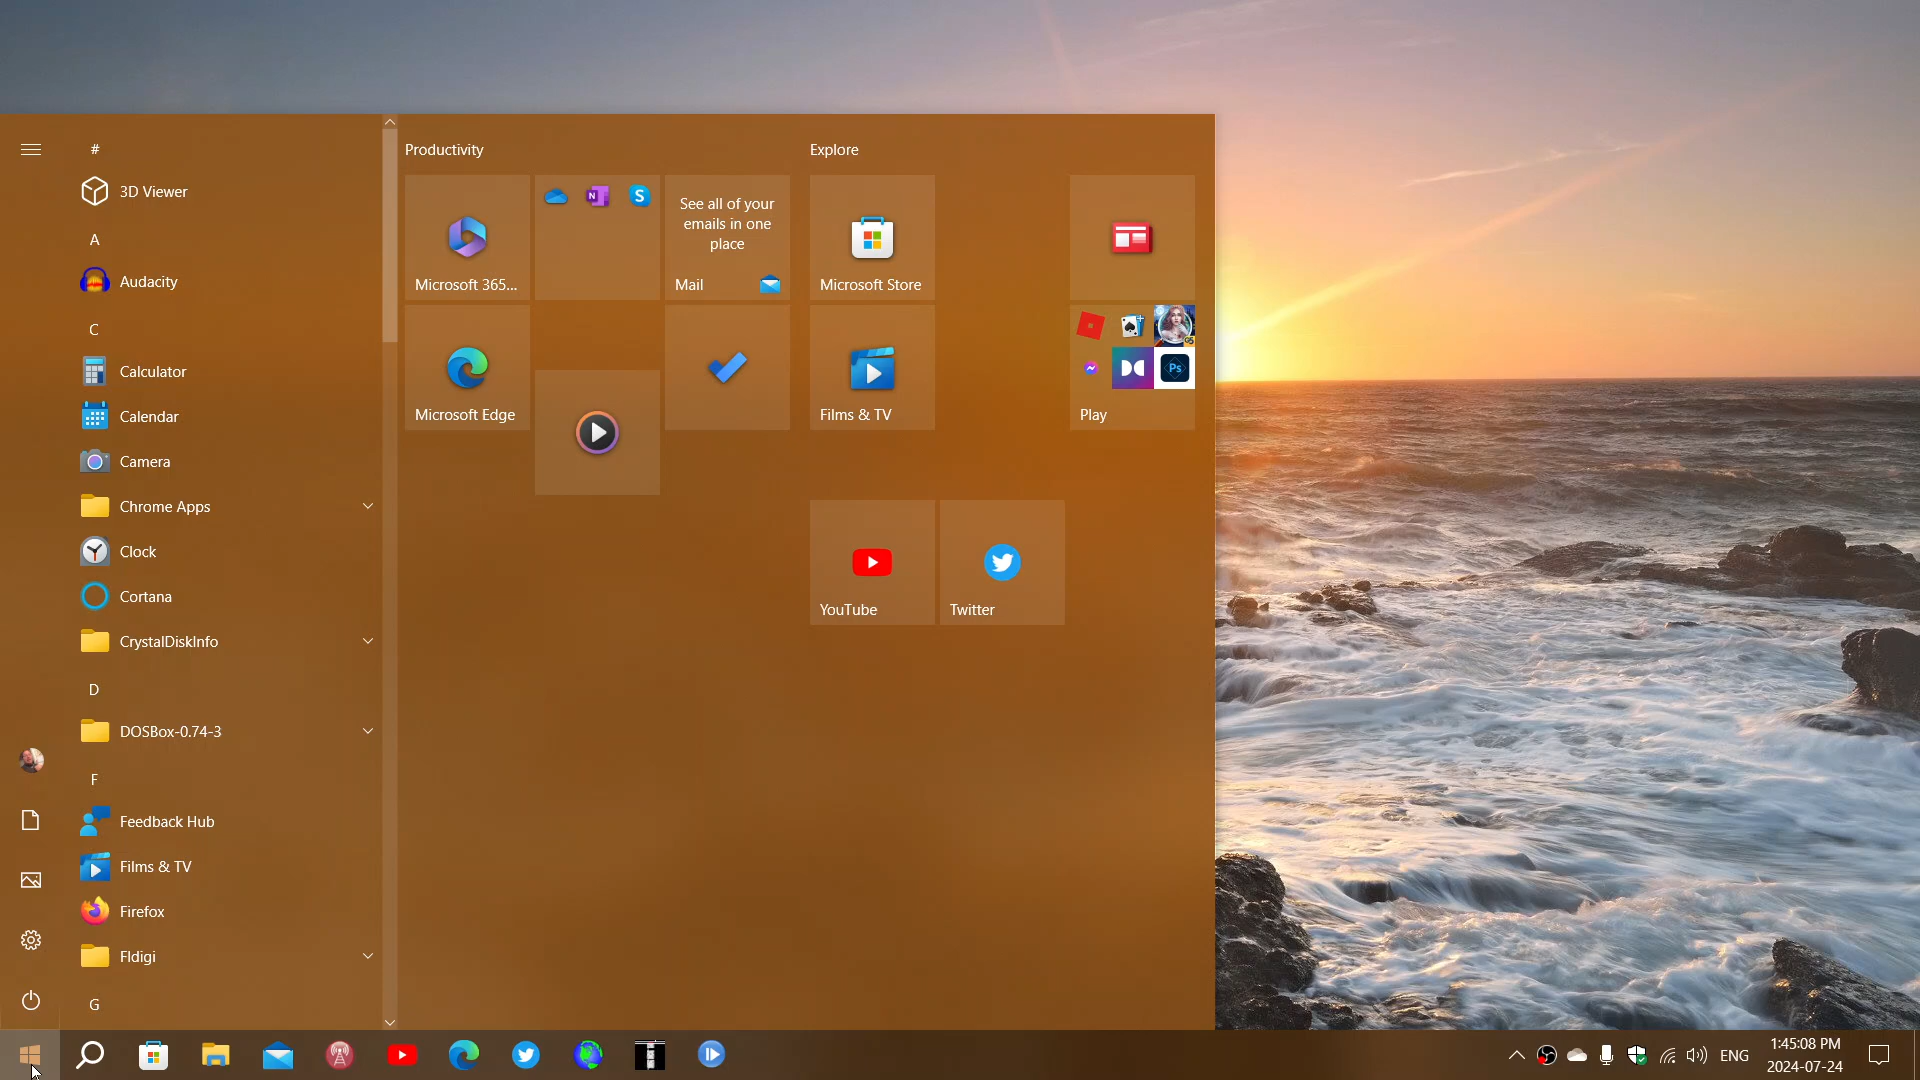 #
3D Viewer
A
Audacity
C
Calculator
Calendar
Camera
Chrome Apps
Clock
Cortana
CrystalDiskInfo
D
DOSBox-0.74-3
F
Feedback Hub
Films & TV
Firefox
Fldigi
G
Productivity
Microsoft 365...
N
S
See all of your
emails in one
place
Mail
Microsoft Edge
Explore
Microsoft Store
Films & TV
Ps
Play
YouTube
Twitter
ENG
1:45:08 PM
2024-07-24